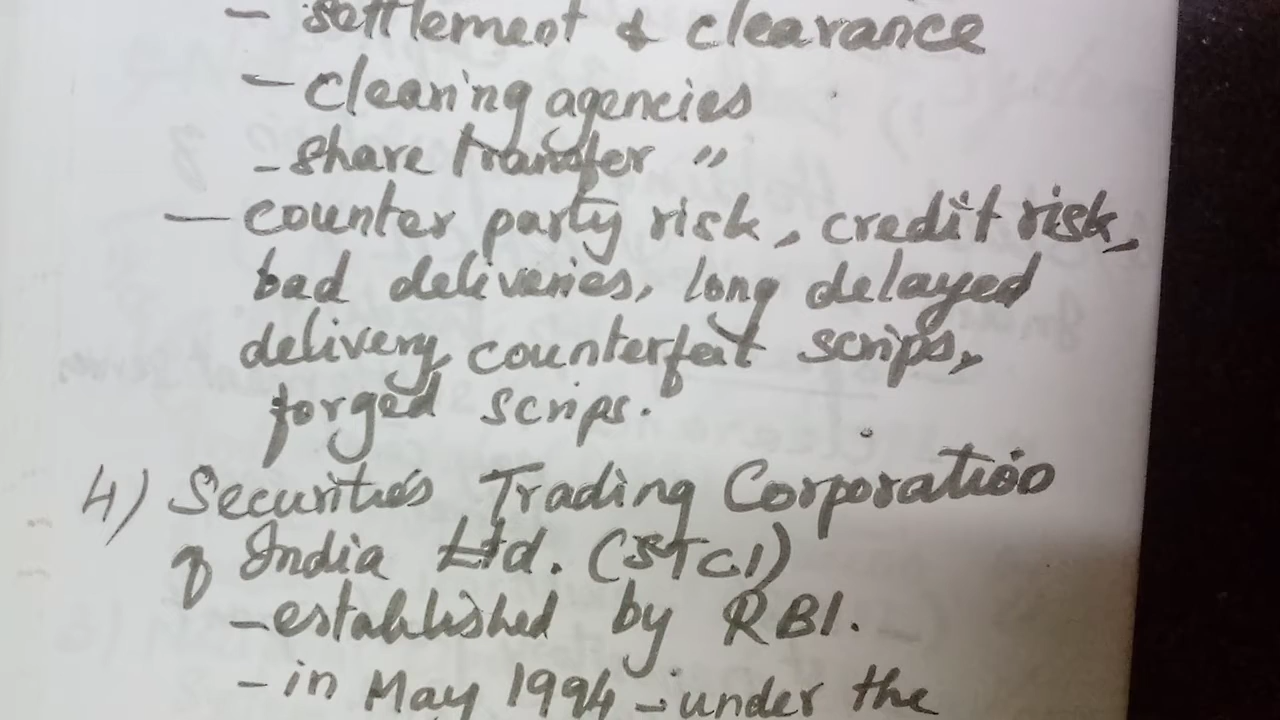 - settlement & clearance
- clearing agencies
- share transfer "
- counter party risk, credit risk,
bad deliveries, long delayed
delivery, counterfeit scrips,
forged scrips.
4) Securities Trading Corporation
of India Ltd. (STCI)
- established by RBI.
- in May 1994 - under the